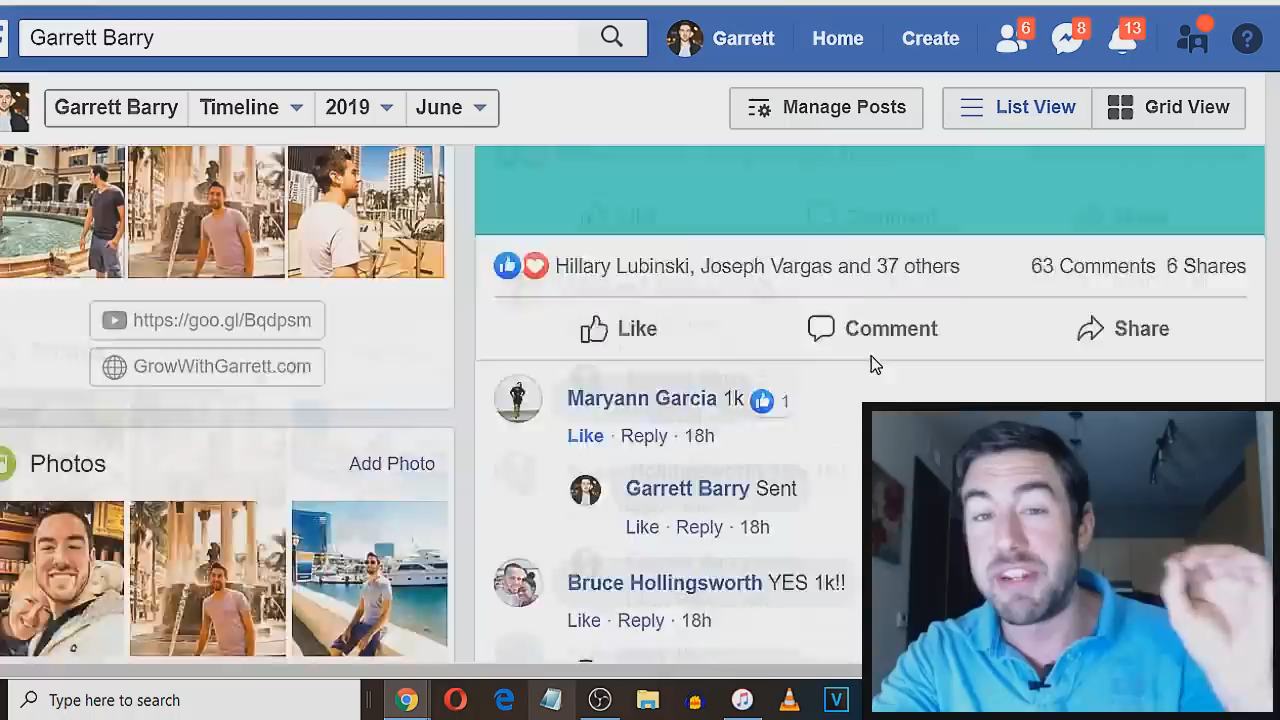 Garrett Barry
Garrett
Home
Create
6
8
13
?
Garrett Barry
Timeline
2019
June
Manage Posts
List View
Grid View
https://goo.gl/Bqdpsm
GrowWithGarrett.com
Photos
Add Photo
Hillary Lubinski, Joseph Vargas and 37 others
63 Comments 6 Shares
Like
Comment
Share
Maryann Garcia 1k
1
Like · Reply · 18h
Garrett Barry Sent
Like · Reply · 18h
Bruce Hollingsworth YES 1k!!
Like · Reply · 18h
Type here to search
V